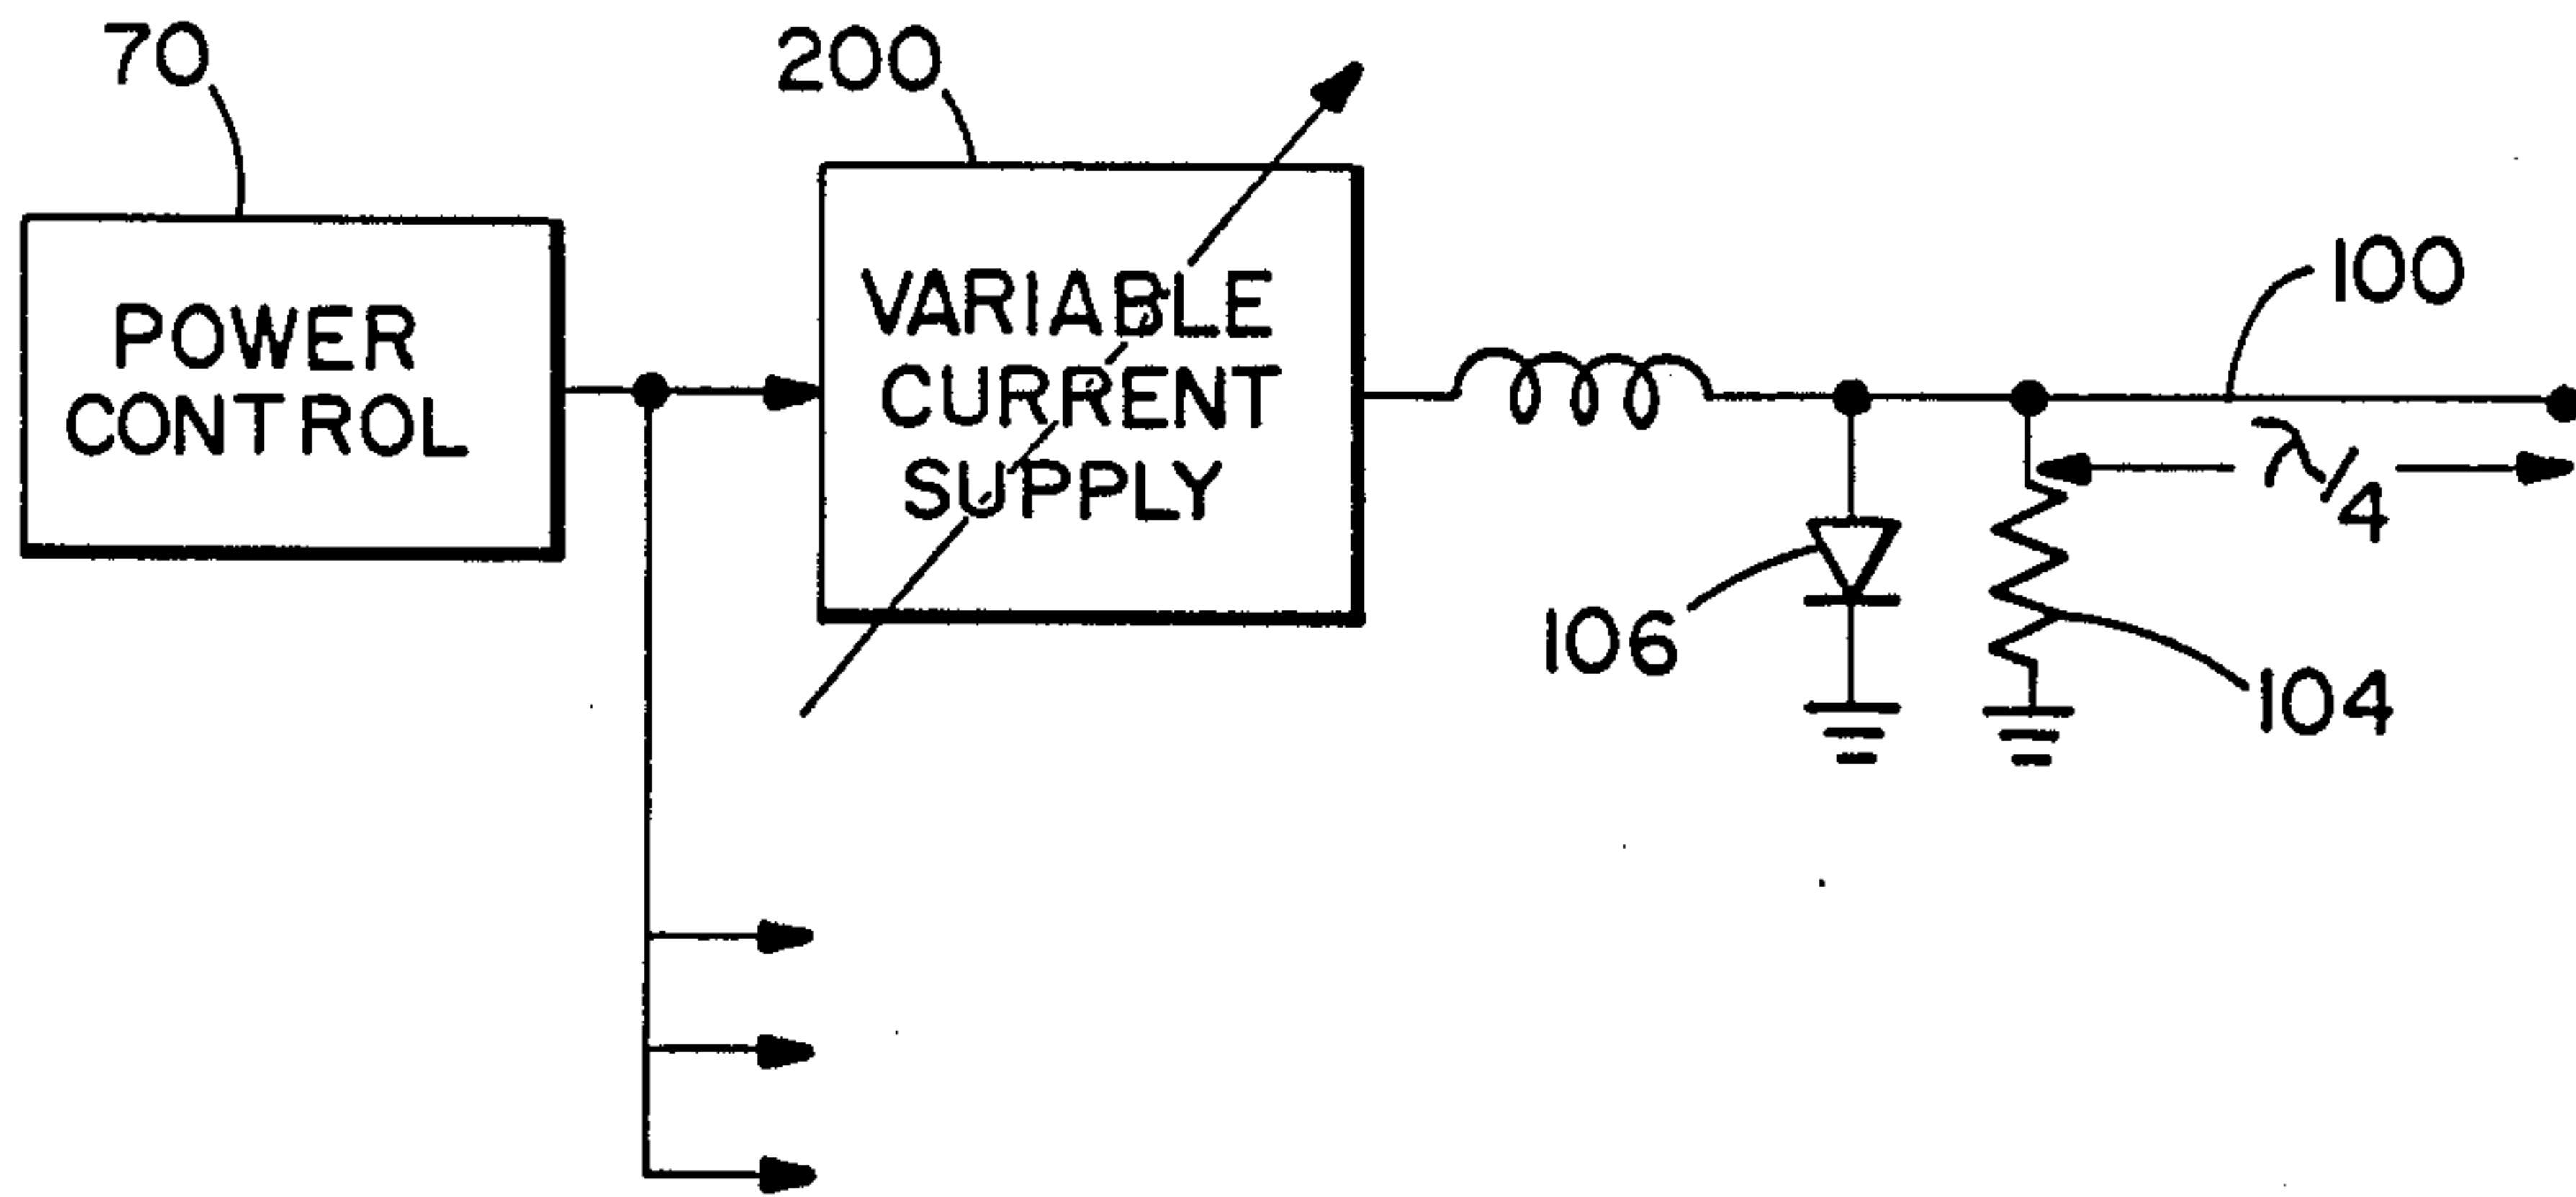 70
200
POWER
CONTROL
VARIABLE
CURRENT
SUPPLY
100
λ/4
106
104